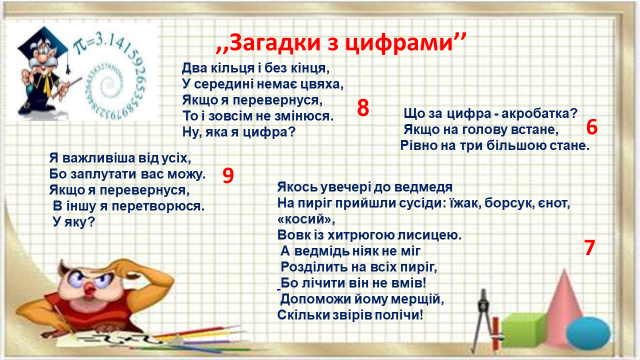 ,,Загадки з цифрами’’
π=3.14159265358979323846264338327950288
Два кільця і без кінця,
У середині немає цвяха,
Якщо я перевернуся,
То і зовсім не змінюся.
Ну, яка я цифра?
8
Що за цифра - акробатка?
Якщо на голову встане,
Рівно на три більшою стане.
6
Я важливіша від усіх,
Бо заплутати вас можу.
Якщо я перевернуся,
В іншу я перетворюся.
У яку?
9
Якось увечері до ведмедя
На пиріг прийшли сусіди: їжак, борсук, єнот,
«косий»,
Вовк із хитрюгою лисицею.
А ведмідь ніяк не міг
Розділить на всіх пиріг,
Бо лічити він не вмів!
Допоможи йому мерщій,
Скільки звірів полічи!
7